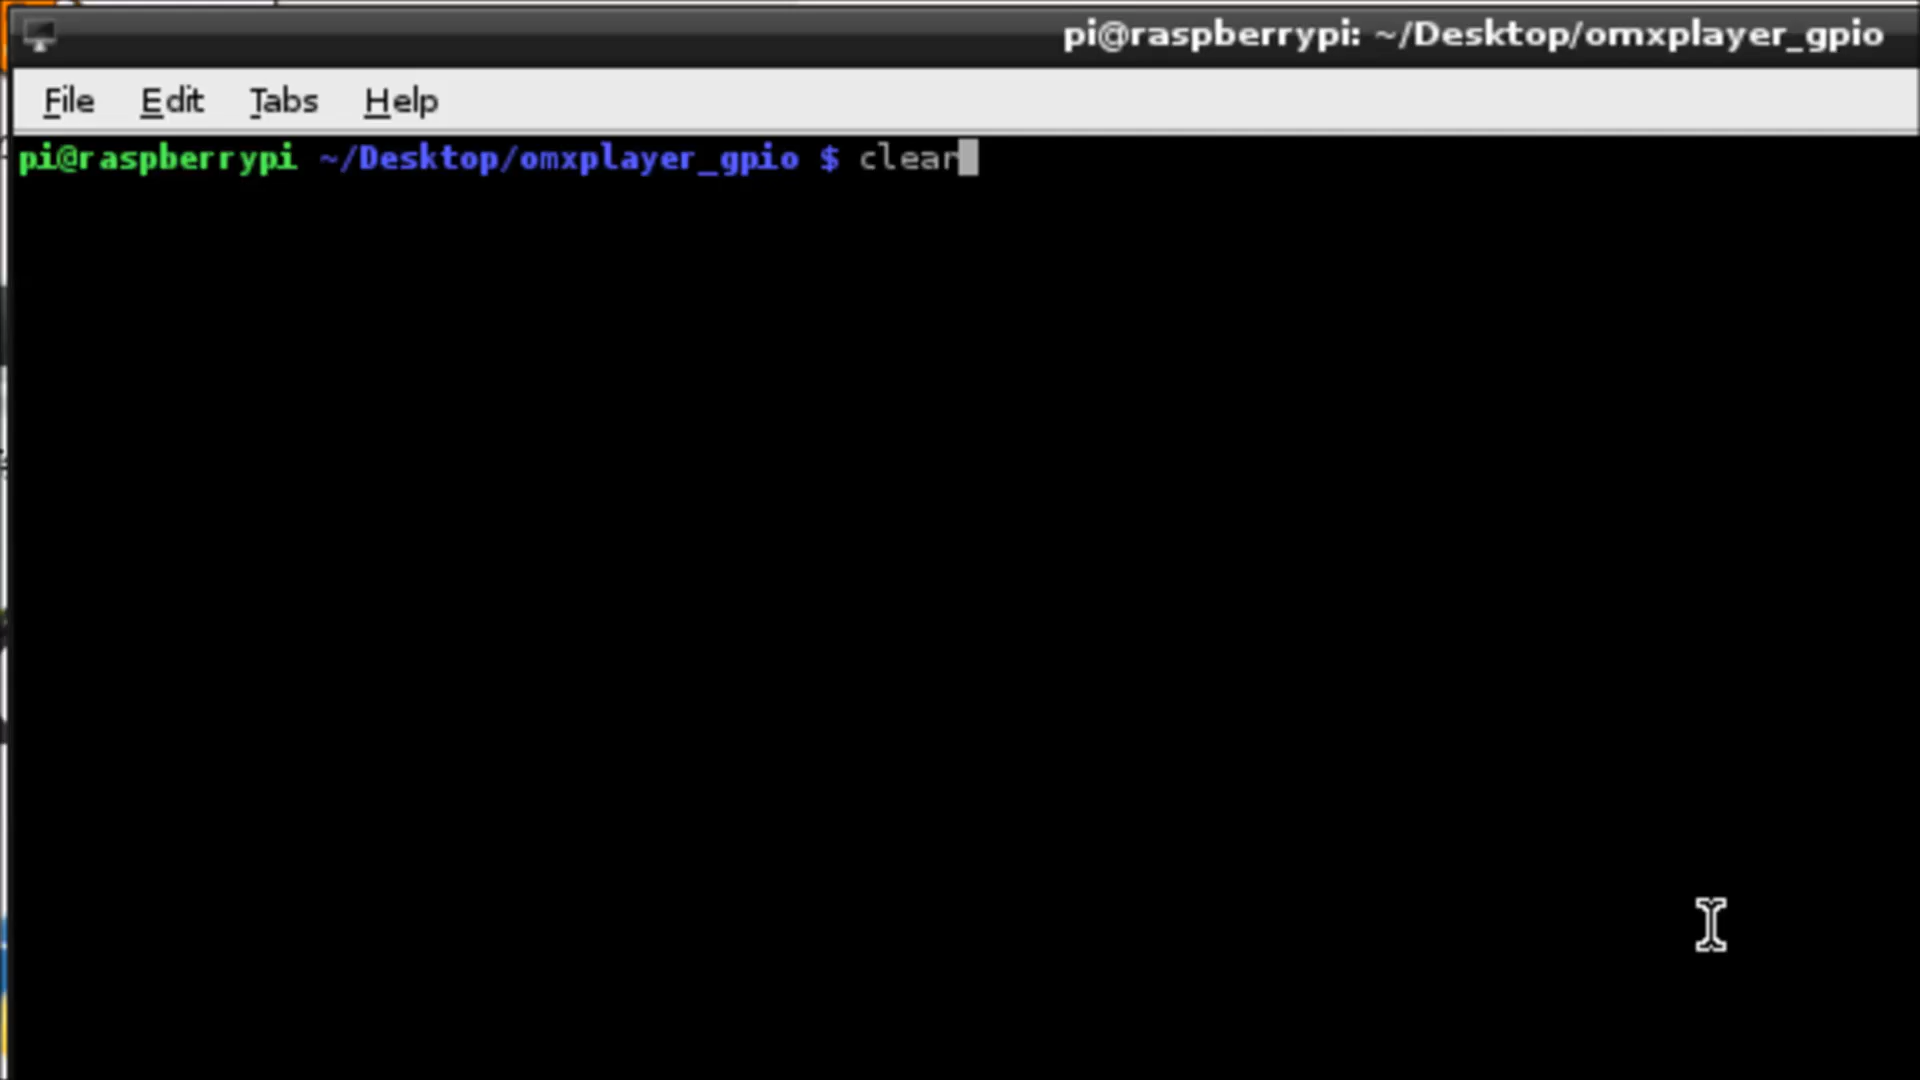 pi@raspberrypi: ~/Desktop/omxplayer_gpio
File Edit Tabs Help
pi@raspberrypi ~/Desktop/omxplayer_gpio $ clear